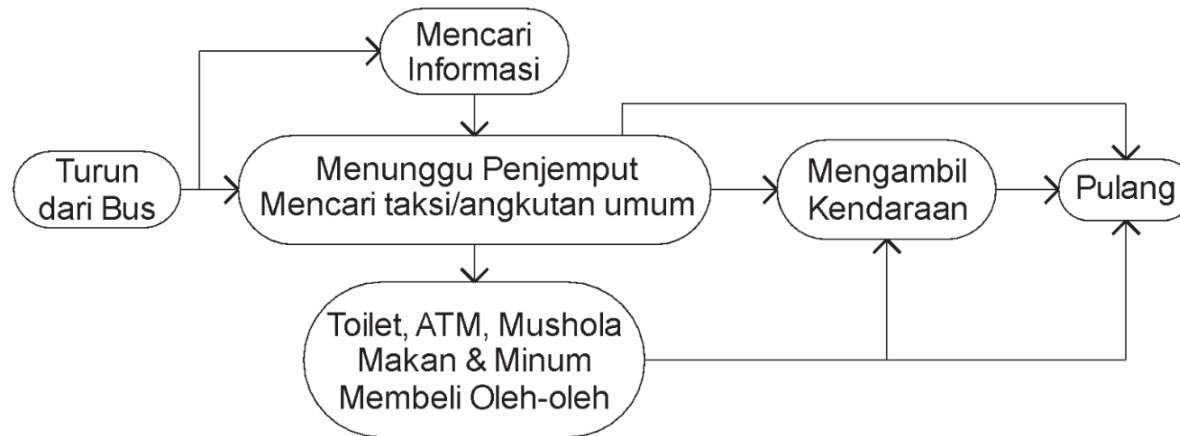 Mencari
Informasi
Turun
dari Bus
Menunggu Penjemput
Mencari taksi/angkutan umum
Mengambil
Kendaraan
Pulang
Toilet, ATM, Mushola
Makan & Minum
Membeli Oleh-oleh